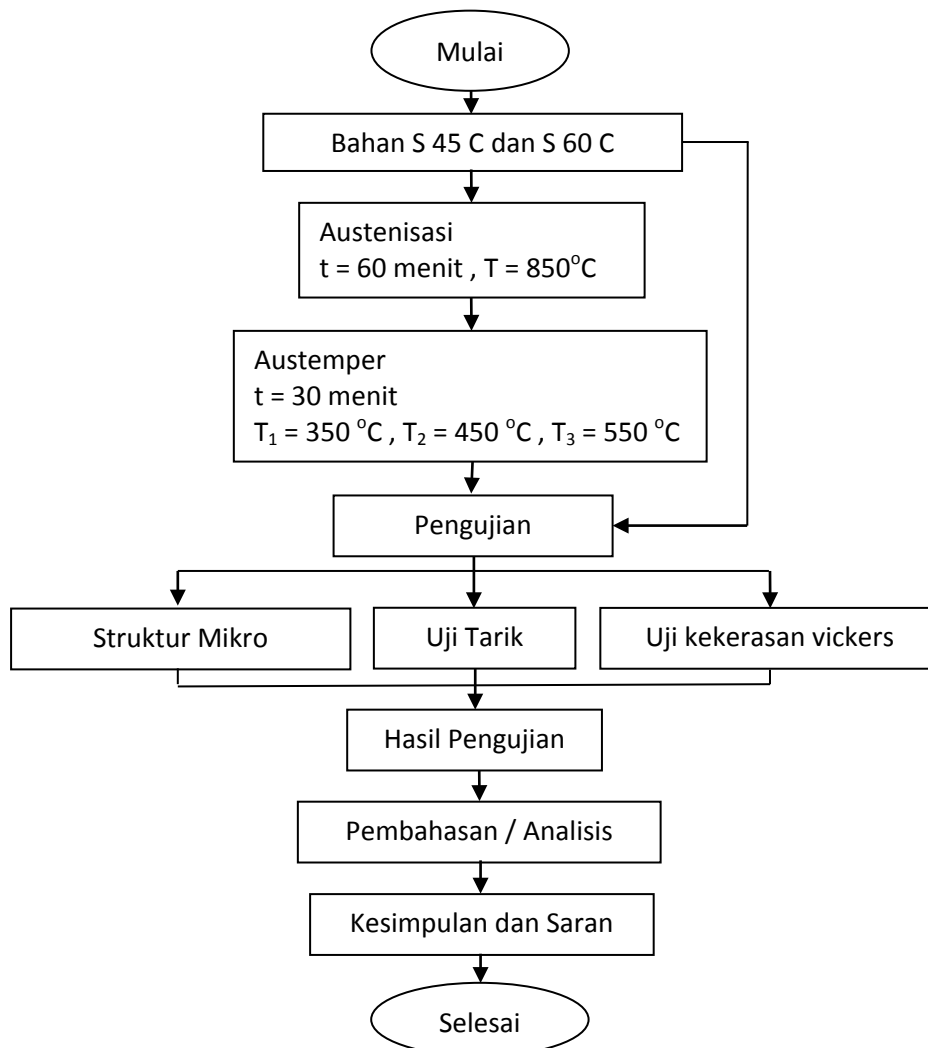 Mulai
Bahan S 45 C dan S 60 C
Austenisasi
t = 60 menit , T = 850°C
Austemper
t = 30 menit
T₁ = 350 °C , T₂ = 450 °C , T₃ = 550 °C
Pengujian
Struktur Mikro
Uji Tarik
Uji kekerasan vickers
Hasil Pengujian
Pembahasan / Analisis
Kesimpulan dan Saran
Selesai